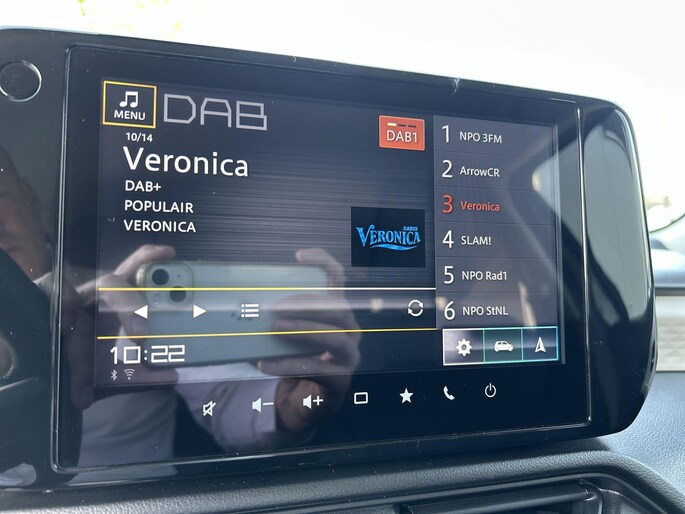 MENU
DAB
DAB1
10/14
Veronica
DAB+
POPULAIR
VERONICA
RADIO
VERONICA
1 NPO 3FM
2 ArrowCR
3 Veronica
4 SLAM!
5 NPO Rad1
6 NPO StNL
10:22